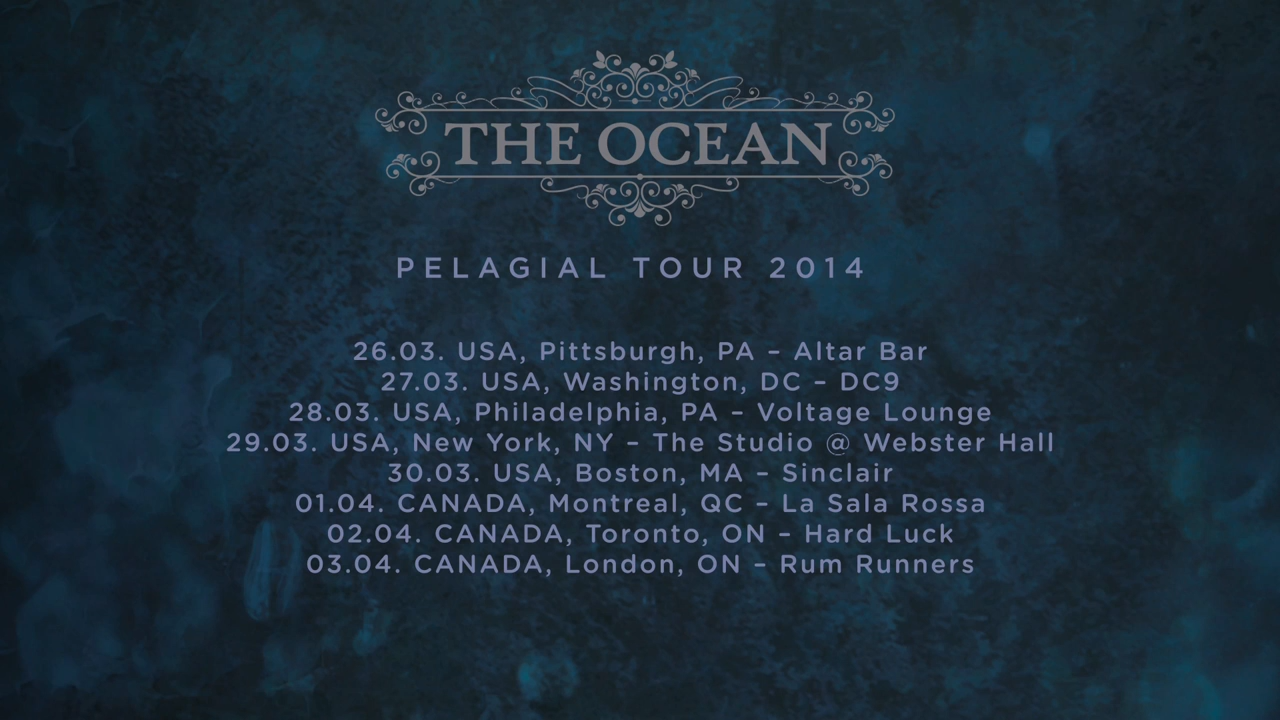 THE OCEAN
PELAGIAL TOUR 2014
26.03. USA, Pittsburgh, PA – Altar Bar
27.03. USA, Washington, DC – DC9
28.03. USA, Philadelphia, PA – Voltage Lounge
29.03. USA, New York, NY – The Studio @ Webster Hall
30.03. USA, Boston, MA – Sinclair
01.04. CANADA, Montreal, QC – La Sala Rossa
02.04. CANADA, Toronto, ON – Hard Luck
03.04. CANADA, London, ON – Rum Runners